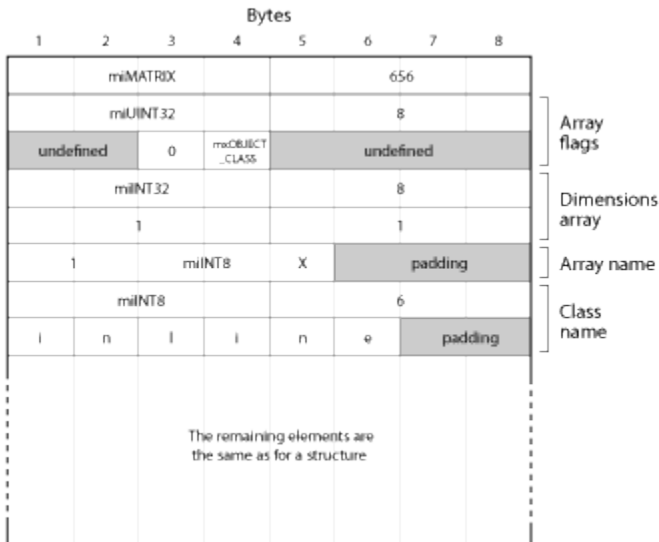 Bytes
1 2 3 4 5 6 7 8
miMATRIX 656
miUINT32 8
Array
flags
undefined 0 mxOBJECT
_CLASS undefined
miINT32 8
Dimensions
array
1 1
1 miINT8 X padding Array name
miINT8 6
Class
name
i n l i n e padding
The remaining elements are
the same as for a structure